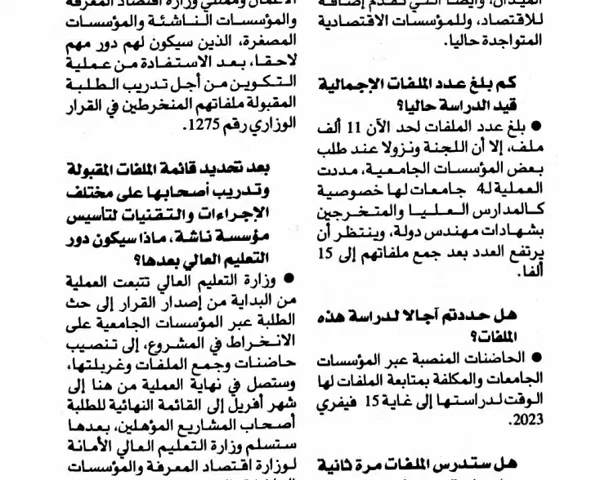 الميدان، وأيضا التي تقدم إضافة
للاقتصاد، وللمؤسسات الاقتصادية
المتواجدة حاليا.
كم بلغ عدد الملفات الإجمالية
قيد الدراسة حاليا؟
● بلغ عدد الملفات لحد الآن 11 ألف
ملف، إلا أن اللجنة ونزولا عند طلب
بعض المؤسسات الجامعية، مددت
العملية لـ4 جامعات لها خصوصية
كالمدارس العليا والمتخرجين
بشهادات مهندس دولة، وينتظر أن
يرتفع العدد بعد جمع ملفاتهم إلى 15
ألفا.
هل حددتم آجالا لدراسة هذه
الملفات؟
● الحاضنات المنصبة عبر المؤسسات
الجامعات والمكلفة بمتابعة الملفات لها
الوقت لدراستها إلى غاية 15 فيفري
2023.
هل ستدرس الملفات مرة ثانية
الأعمال وممثلي وزارة اقتصاد المعرفة
والمؤسسات الناشئة والمؤسسات
المصغرة، الذين سيكون لهم دور مهم
لاحقا، بعد الاستفادة من عملية
التكوين من أجل تدريب الطلبة
المقبولة ملفاتهم المنخرطين في القرار
الوزاري رقم 1275.
بعد تحديد قائمة الملفات المقبولة
وتدريب أصحابها على مختلف
الإجراءات والتقنيات لتأسيس
مؤسسة ناشة، ماذا سيكون دور
التعليم العالي بعدها؟
● وزارة التعليم العالي تتبعت العملية
من البداية من إصدار القرار إلى حث
الطلبة عبر المؤسسات الجامعية على
الانخراط في المشروع، إلى تنصيب
حاضنات وجمع الملفات وغربلتها،
وستصل في نهاية العملية من هنا إلى
شهر أفريل إلى القائمة النهائية للطلبة
أصحاب المشاريع المؤهلين، بعدها
ستسلم وزارة التعليم العالي الأمانة
لوزارة اقتصاد المعرفة والمؤسسات